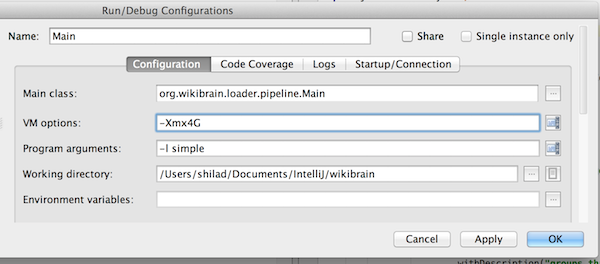 Run/Debug Configurations
Name: Main Share Single instance only
Configuration Code Coverage Logs Startup/Connection
Main class: org.wikibrain.loader.pipeline.Main ...
VM options: -Xmx4G
Program arguments: -l simple
Working directory: /Users/shilad/Documents/IntelliJ/wikibrain ...
Environment variables: ...
Cancel Apply OK
withDescription("groups th